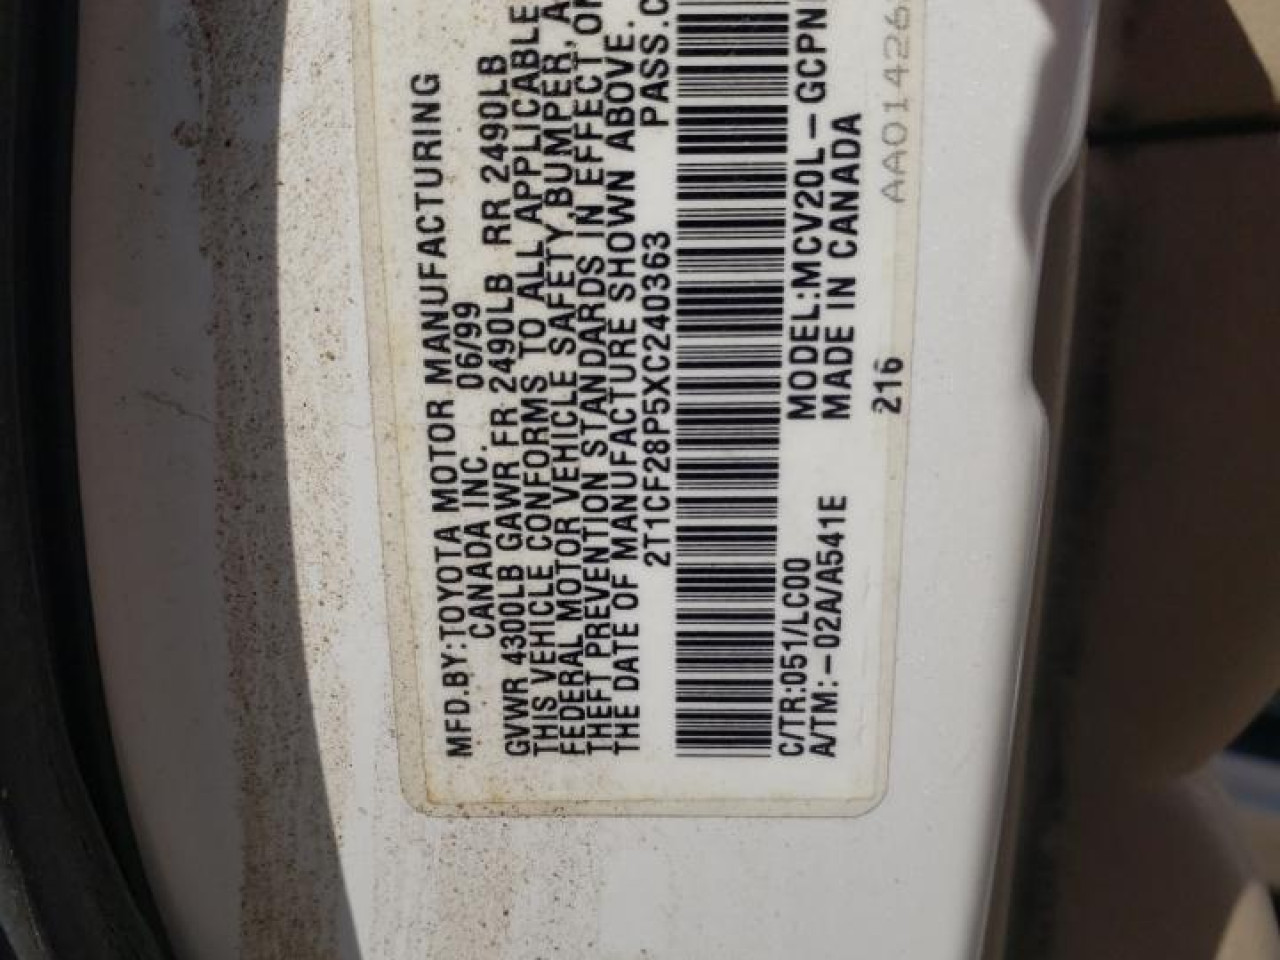 MFD.BY:TOYOTA MOTOR MANUFACTURING
CANADA INC. 06/99
GVWR 4300LB GAWR FR 2490LB RR 2490LB
THIS VEHICLE CONFORMS TO ALL APPLICABLE
FEDERAL MOTOR VEHICLE SAFETY,BUMPER, A
THEFT PREVENTION STANDARDS IN EFFECT ON
THE DATE OF MANUFACTURE SHOWN ABOVE.
2T1CF28P5XC240363 PASS.C
C/TR:051/LC00 MODEL:MCV20L-GCPN
A/TM:-02A/A541E MADE IN CANADA
216
AA01426